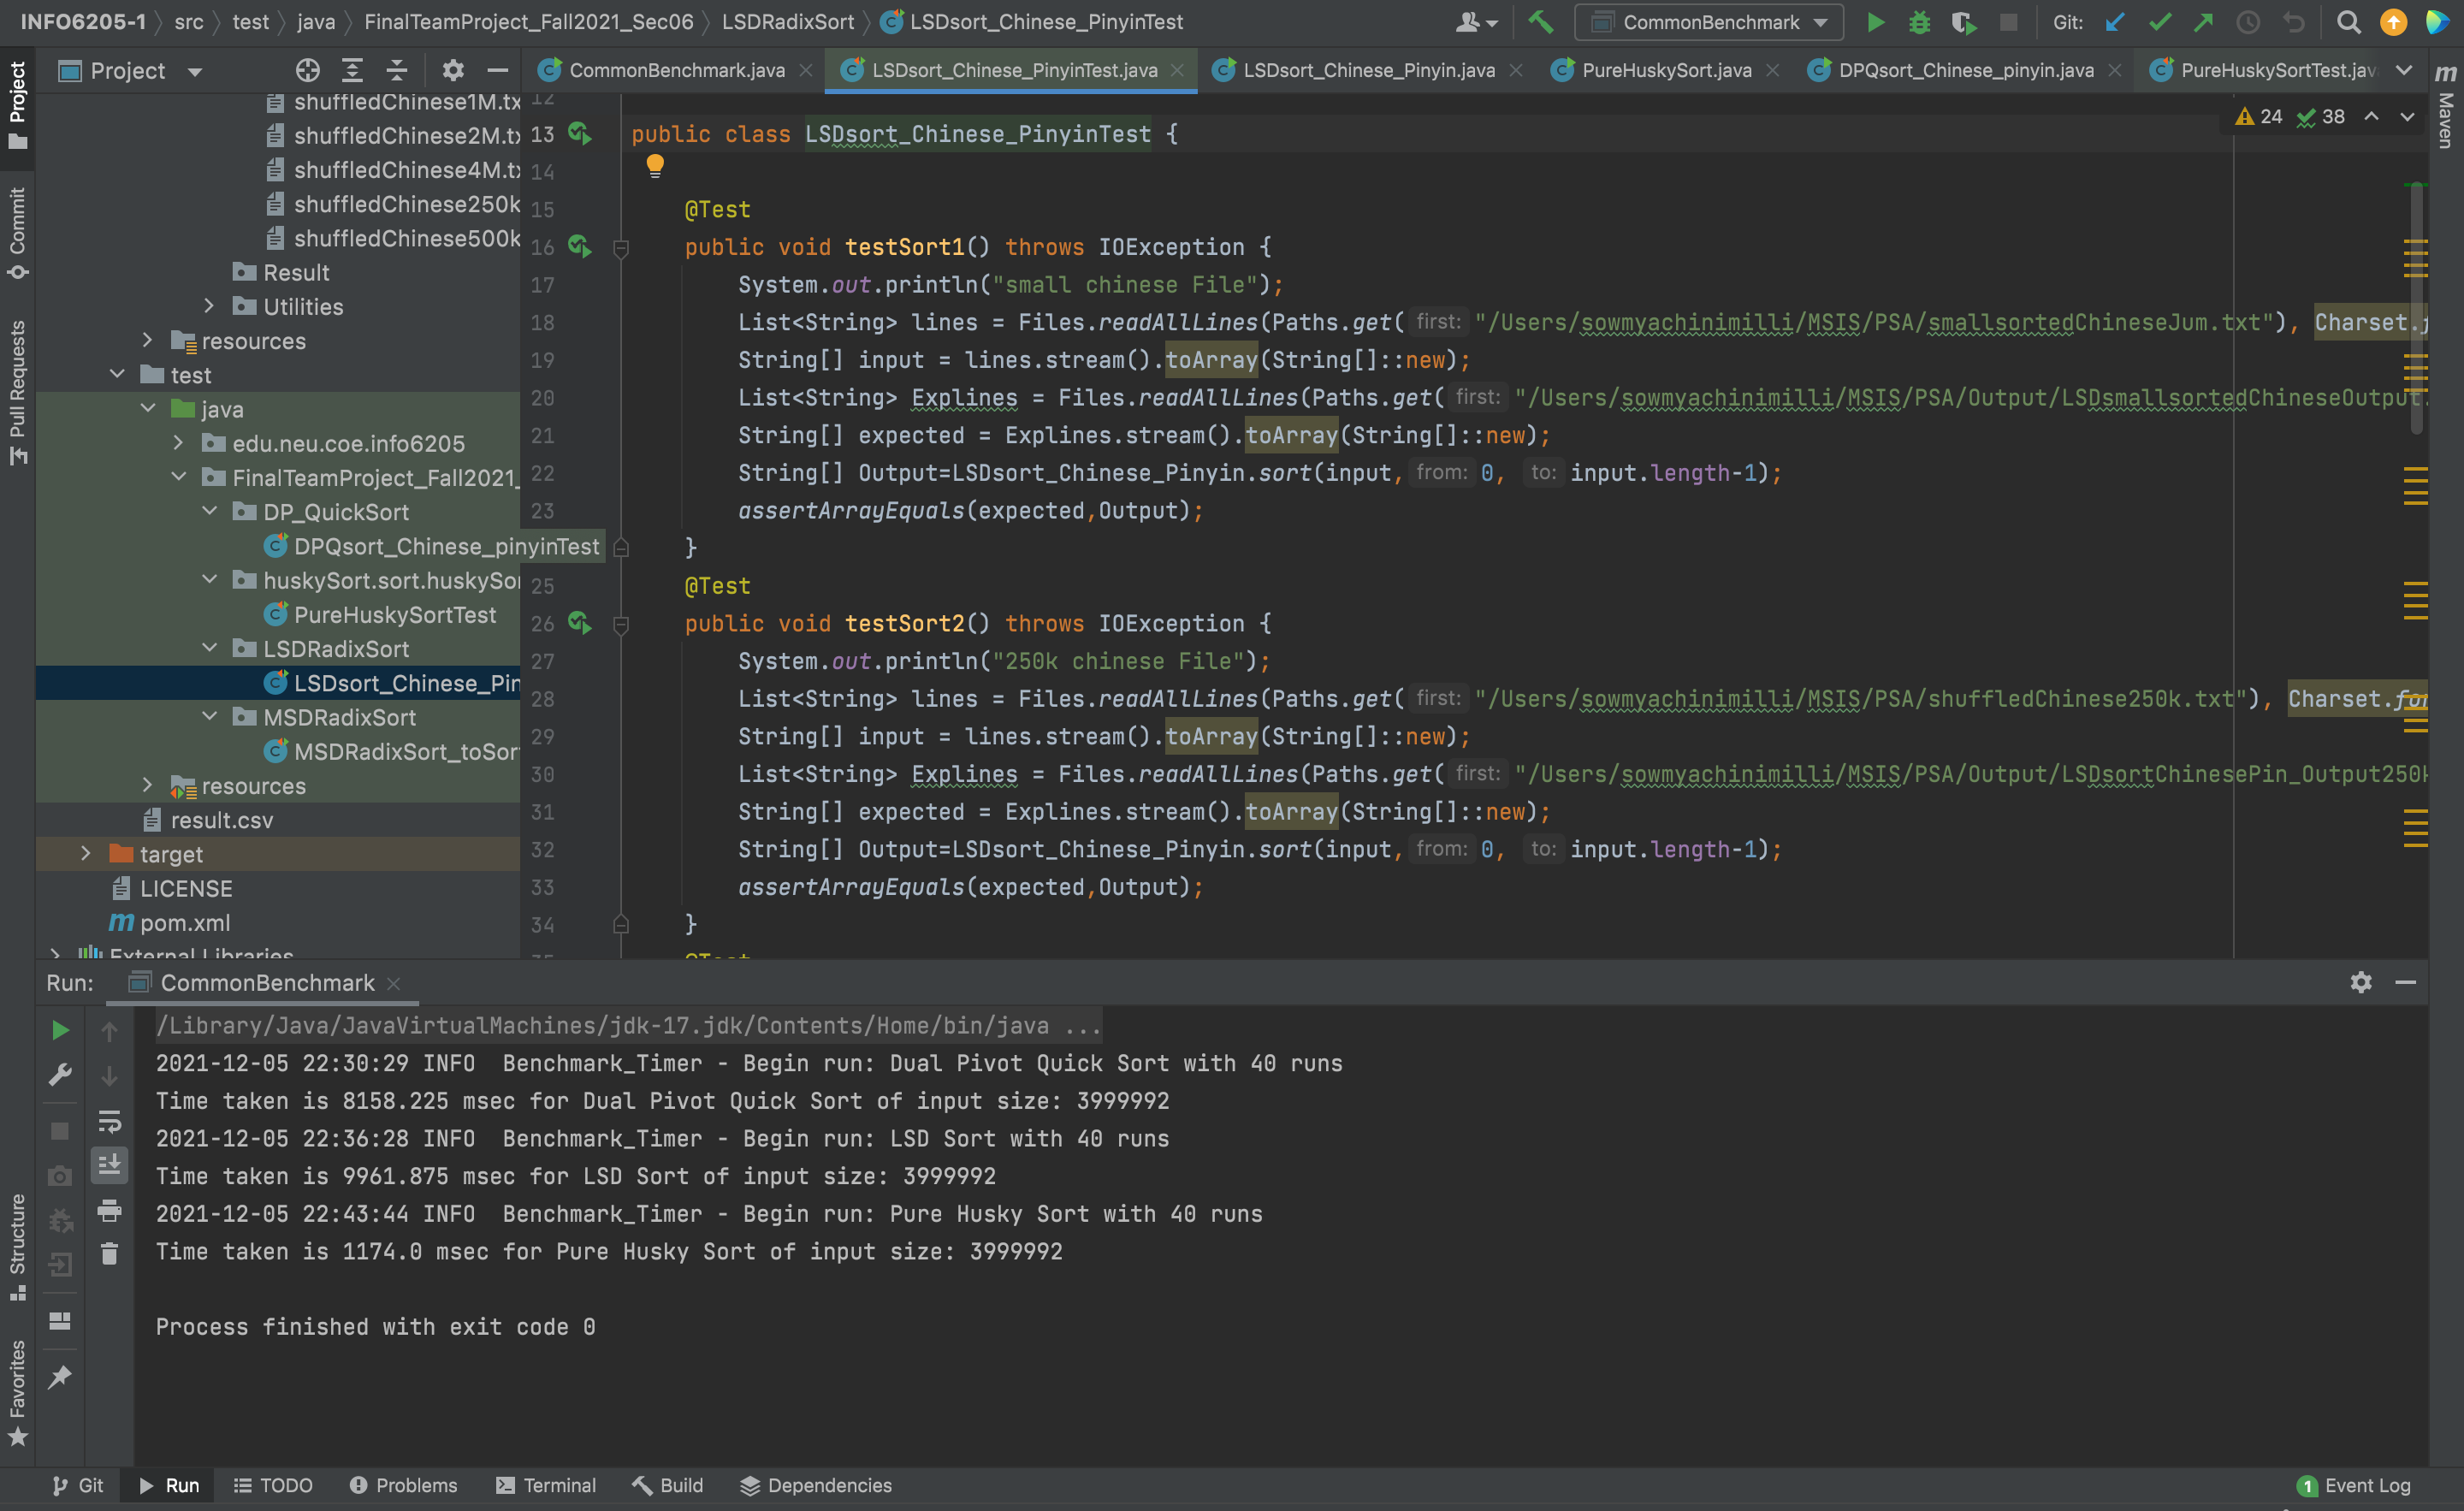 INFO6205-1 src test java FinalTeamProject_Fall2021_Sec06 LSDRadixSort LSDsort_Chinese_PinyinTest
CommonBenchmark
Git:
Project
CommonBenchmark.java
LSDsort_Chinese_PinyinTest.java
LSDsort_Chinese_Pinyin.java
PureHuskySort.java
DPQsort_Chinese_pinyin.java
PureHuskySortTest.jav
Maven
Project
Commit
Pull Requests
Structure
Favorites
shuffledChinese1M.tx
shuffledChinese2M.tx
shuffledChinese4M.tx
shuffledChinese250k
shuffledChinese500k
Result
Utilities
resources
test
java
edu.neu.coe.info6205
FinalTeamProject_Fall2021_
DP_QuickSort
DPQsort_Chinese_pinyinTest
huskySort.sort.huskySor
PureHuskySortTest
LSDRadixSort
LSDsort_Chinese_Pin
MSDRadixSort
MSDRadixSort_toSor
resources
result.csv
target
LICENSE
pom.xml
External Libraries
24 38
12
13 public class LSDsort_Chinese_PinyinTest {
14
15 @Test
16 public void testSort1() throws IOException {
17 System.out.println("small chinese File");
18 List<String> lines = Files.readAllLines(Paths.get( first: "/Users/sowmyachinimilli/MSIS/PSA/smallsortedChineseJum.txt"), Charset.f
19 String[] input = lines.stream().toArray(String[]::new);
20 List<String> Explines = Files.readAllLines(Paths.get( first: "/Users/sowmyachinimilli/MSIS/PSA/Output/LSDsmallsortedChineseOutput.
21 String[] expected = Explines.stream().toArray(String[]::new);
22 String[] Output=LSDsort_Chinese_Pinyin.sort(input, from: 0, to: input.length-1);
23 assertArrayEquals(expected,Output);
}
25 @Test
26 public void testSort2() throws IOException {
27 System.out.println("250k chinese File");
28 List<String> lines = Files.readAllLines(Paths.get( first: "/Users/sowmyachinimilli/MSIS/PSA/shuffledChinese250k.txt"), Charset.for
29 String[] input = lines.stream().toArray(String[]::new);
30 List<String> Explines = Files.readAllLines(Paths.get( first: "/Users/sowmyachinimilli/MSIS/PSA/Output/LSDsortChinesePin_Output250k
31 String[] expected = Explines.stream().toArray(String[]::new);
32 String[] Output=LSDsort_Chinese_Pinyin.sort(input, from: 0, to: input.length-1);
33 assertArrayEquals(expected,Output);
34 }
@Test
Run: CommonBenchmark
/Library/Java/JavaVirtualMachines/jdk-17.jdk/Contents/Home/bin/java ...
2021-12-05 22:30:29 INFO  Benchmark_Timer - Begin run: Dual Pivot Quick Sort with 40 runs
Time taken is 8158.225 msec for Dual Pivot Quick Sort of input size: 3999992
2021-12-05 22:36:28 INFO  Benchmark_Timer - Begin run: LSD Sort with 40 runs
Time taken is 9961.875 msec for LSD Sort of input size: 3999992
2021-12-05 22:43:44 INFO  Benchmark_Timer - Begin run: Pure Husky Sort with 40 runs
Time taken is 1174.0 msec for Pure Husky Sort of input size: 3999992
Process finished with exit code 0
Git Run TODO Problems Terminal Build Dependencies
1 Event Log